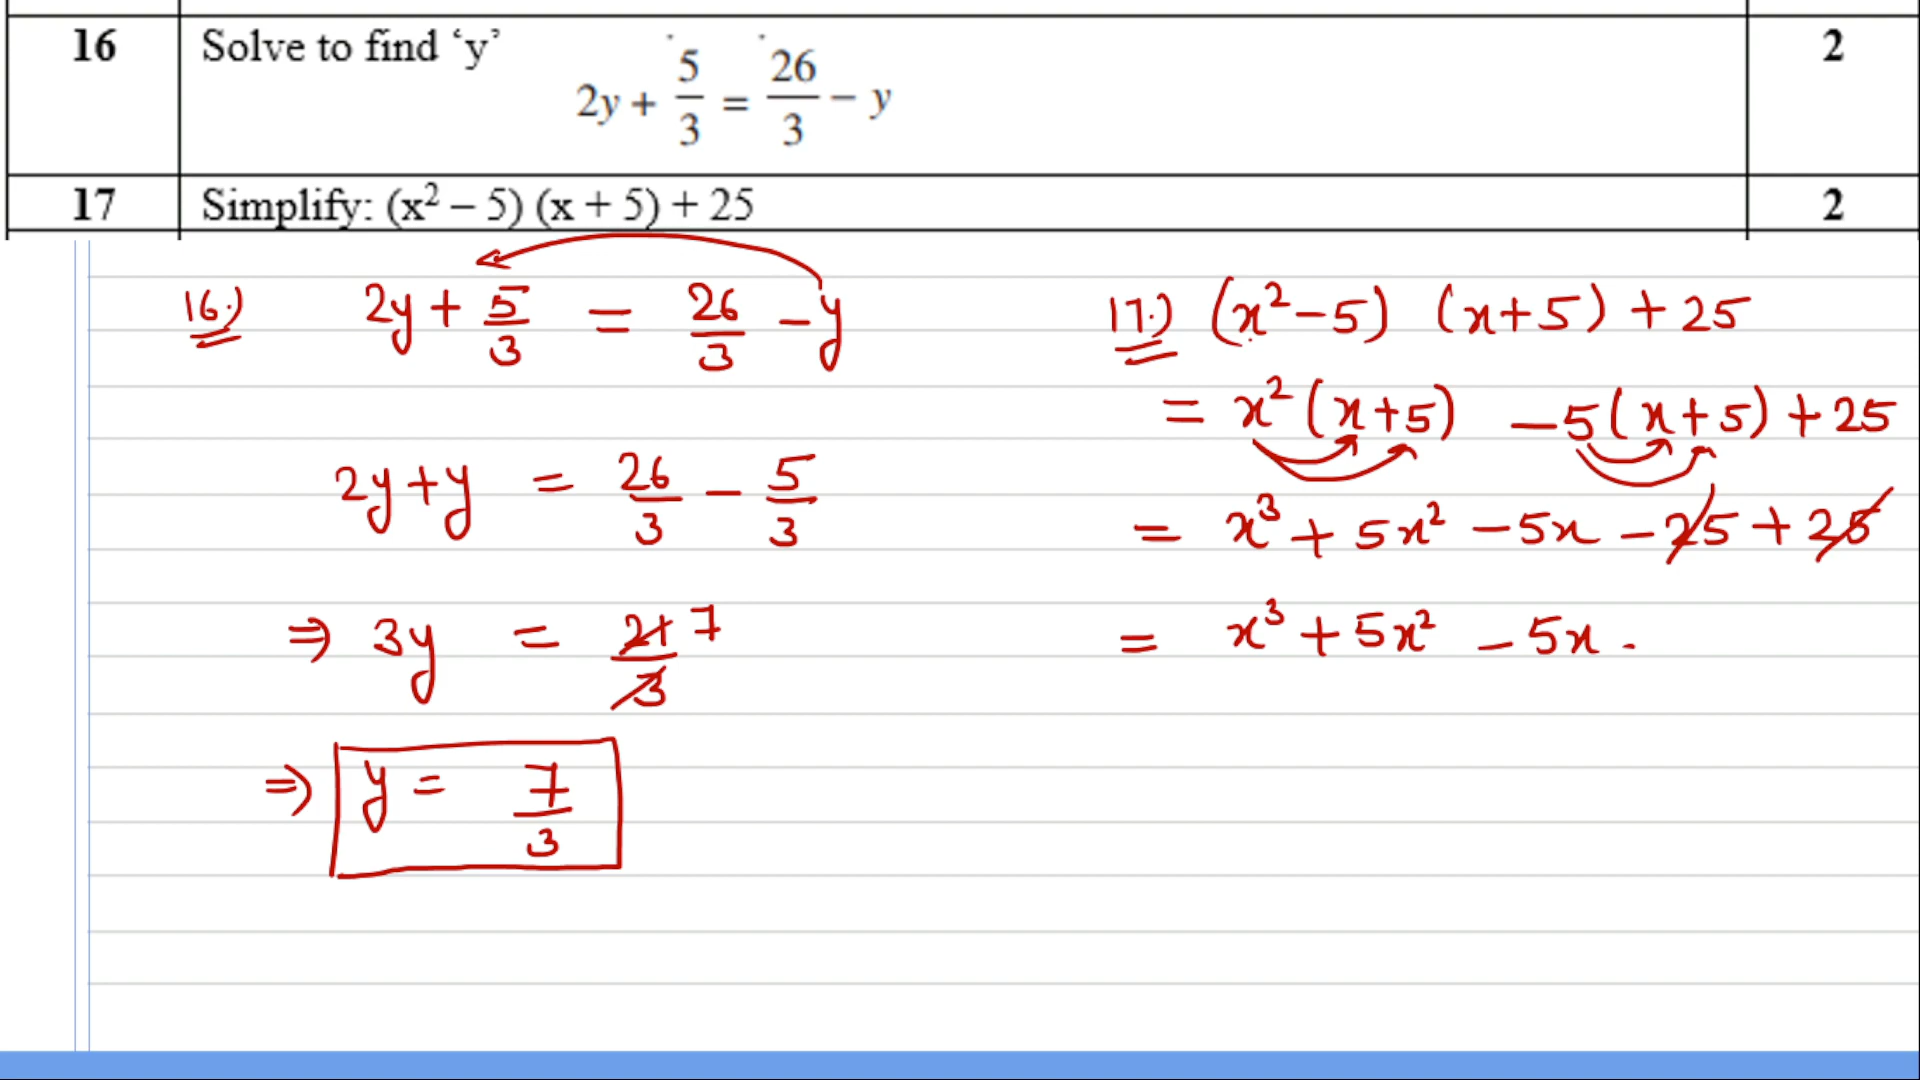 16 Solve to find ‘y’ 2y + 5/3 = 26/3 − y 2
17 Simplify: (x² – 5) (x + 5) + 25 2
16.) 2y + 5/3 = 26/3 − y
2y + y = 26/3 − 5/3
⇒ 3y = 21/3 7
⇒ y = 7/3
17.) (x² − 5) (x + 5) + 25
= x² (x + 5) − 5 (x + 5) + 25
= x³ + 5x² − 5x − 25 + 25
= x³ + 5x² − 5x .